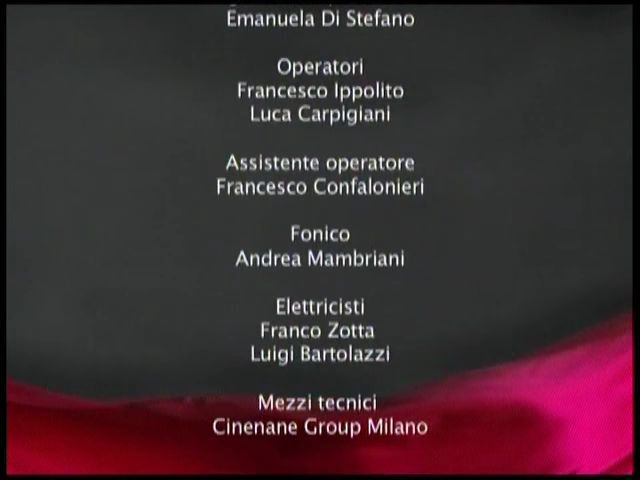 Emanuela Di Stefano
Operatori
Francesco Ippolito
Luca Carpigiani
Assistente operatore
Francesco Confalonieri
Fonico
Andrea Mambriani
Elettricisti
Franco Zotta
Luigi Bartolazzi
Mezzi tecnici
Cinenane Group Milano